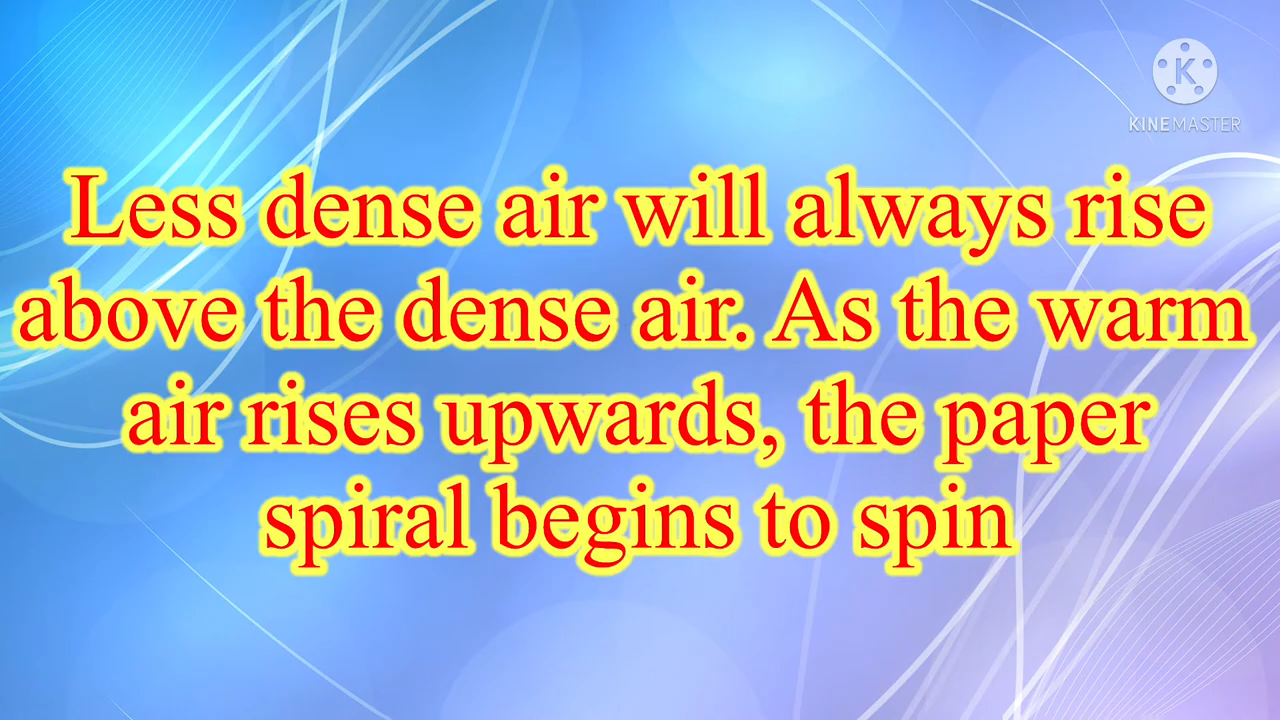 K
KINEMASTER
Less dense air will always rise
above the dense air. As the warm
air rises upwards, the paper
spiral begins to spin